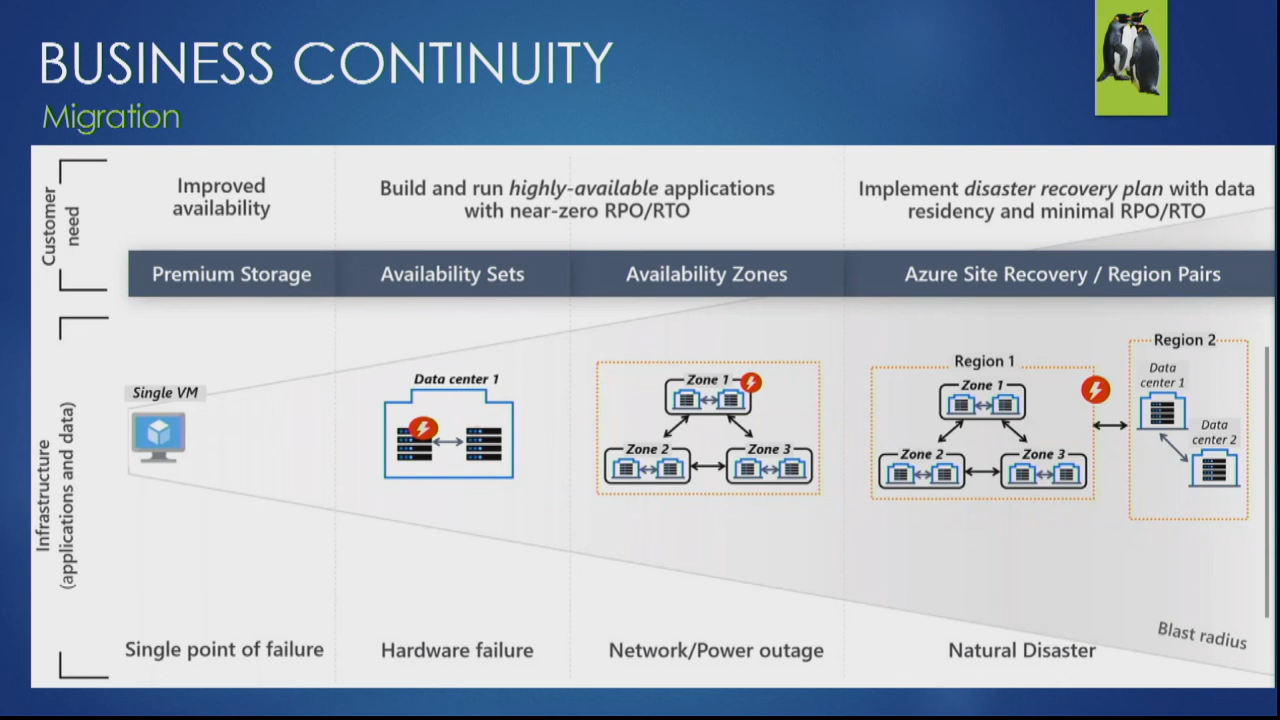 BUSINESS CONTINUITY
Migration
Customer
need
Improved
availability
Build and run highly-available applications
with near-zero RPO/RTO
Implement disaster recovery plan with data
residency and minimal RPO/RTO
Premium Storage
Availability Sets
Availability Zones
Azure Site Recovery / Region Pairs
Infrastructure
(applications and data)
Single VM
Data center 1
Zone 1
Zone 2
Zone 3
Region 1
Zone 1
Zone 2
Zone 3
Region 2
Data
center 1
Data
center 2
Blast radius
Single point of failure
Hardware failure
Network/Power outage
Natural Disaster